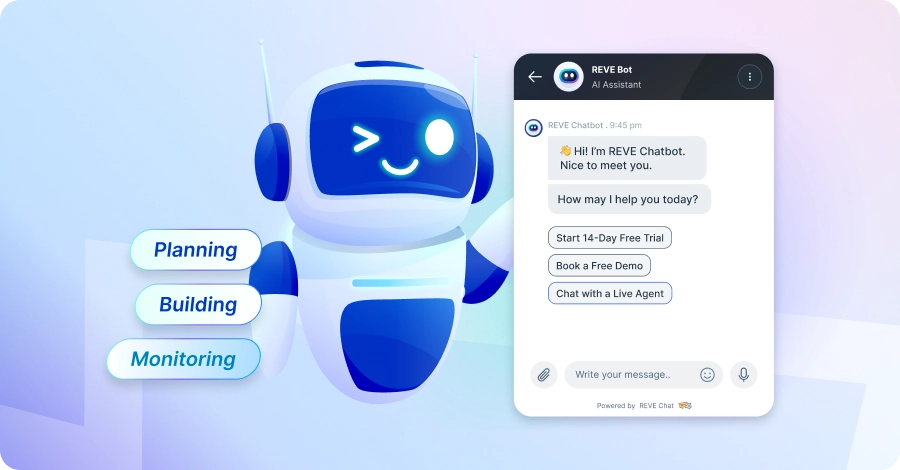 Planning
Building
Monitoring
REVE Bot
AI Assistant
REVE Chatbot . 9:45 pm
👋 Hi! I’m REVE Chatbot.
Nice to meet you.
How may I help you today?
Start 14-Day Free Trial
Book a Free Demo
Chat with a Live Agent
Write your message..
Powered by REVE Chat